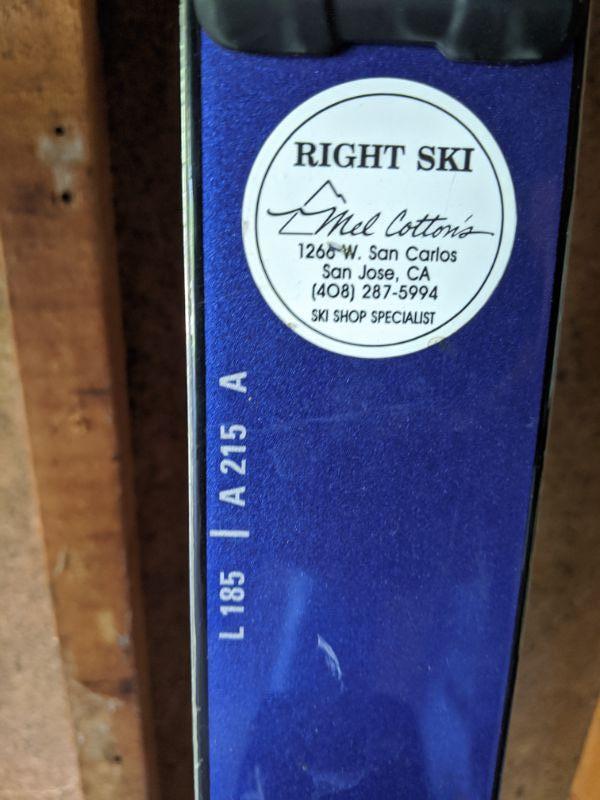 RIGHT SKI
Mel Cotton's
1266 W. San Carlos
San Jose, CA
(408) 287-5994
SKI SHOP SPECIALIST
L 185 | A 215 A